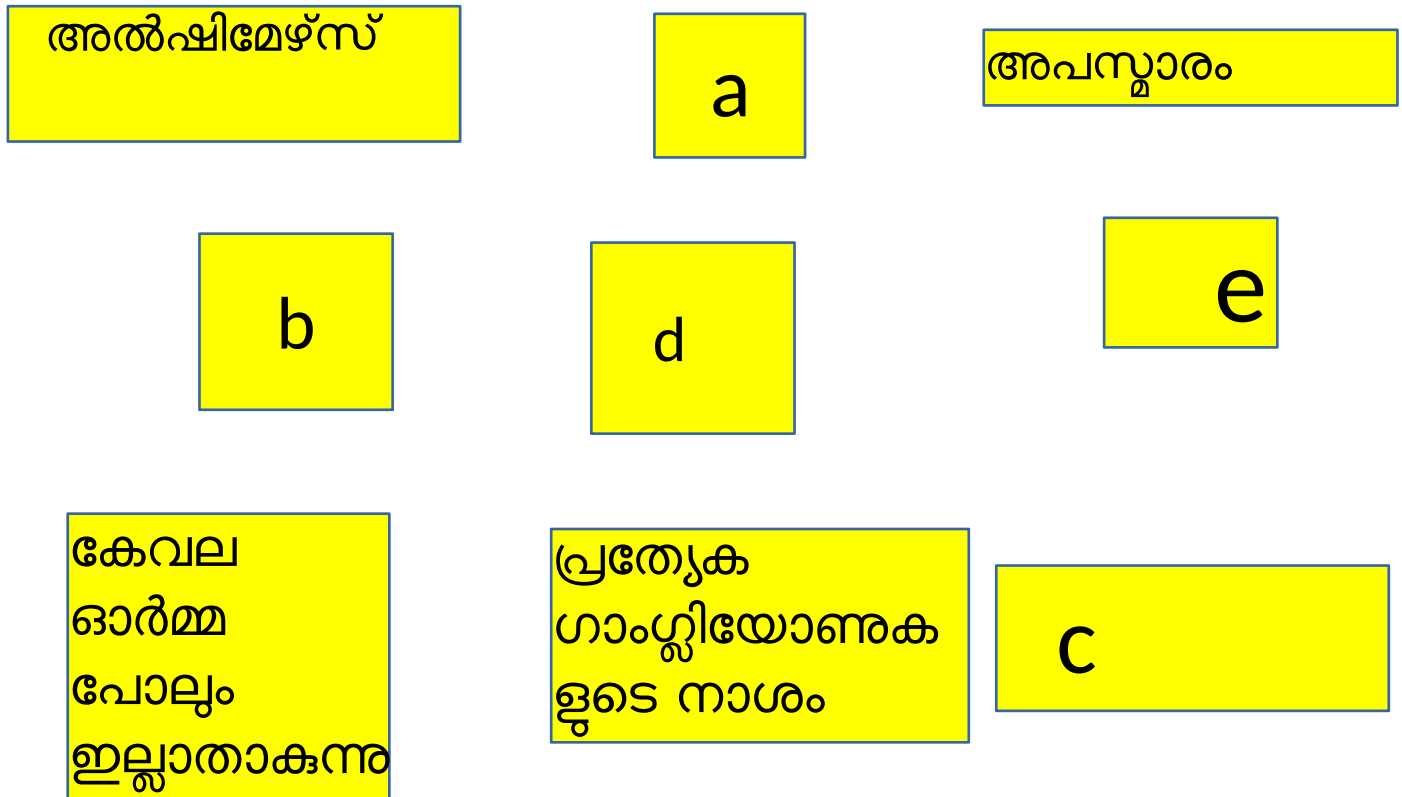 അൽഷിമേഴ്സ്
a
അപസ്മാരം
b
d
e
കേവല
ഓർമ്മ
പോലും
ഇല്ലാതാകുന്നു
പ്രത്യേക
ഗാംഗ്ലിയോണുക
ളുടെ നാശം
c